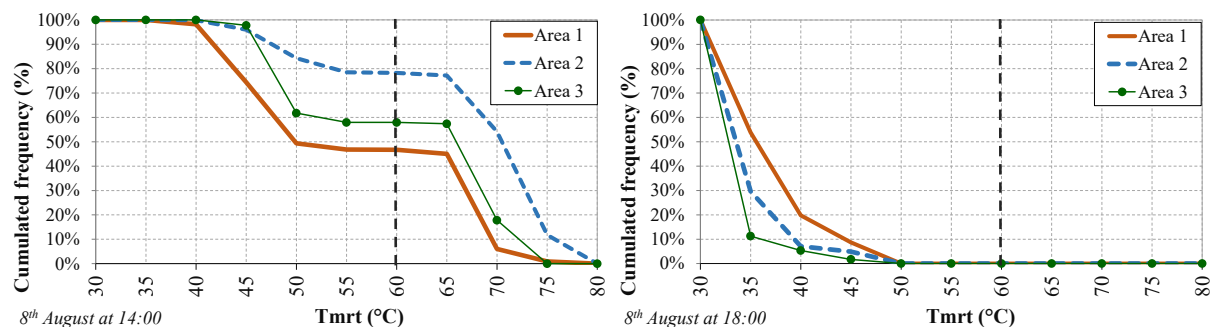 100%
90%
80%
70%
60%
50%
40%
30%
20%
10%
0%
Cumulated frequency (%)
Area 1
Area 2
Area 3
30 35 40 45 50 55 60 65 70 75 80
Tmrt (°C)
8th August at 14:00
100%
90%
80%
70%
60%
50%
40%
30%
20%
10%
0%
Cumulated frequency (%)
Area 1
Area 2
Area 3
30 35 40 45 50 55 60 65 70 75 80
Tmrt (°C)
8th August at 18:00